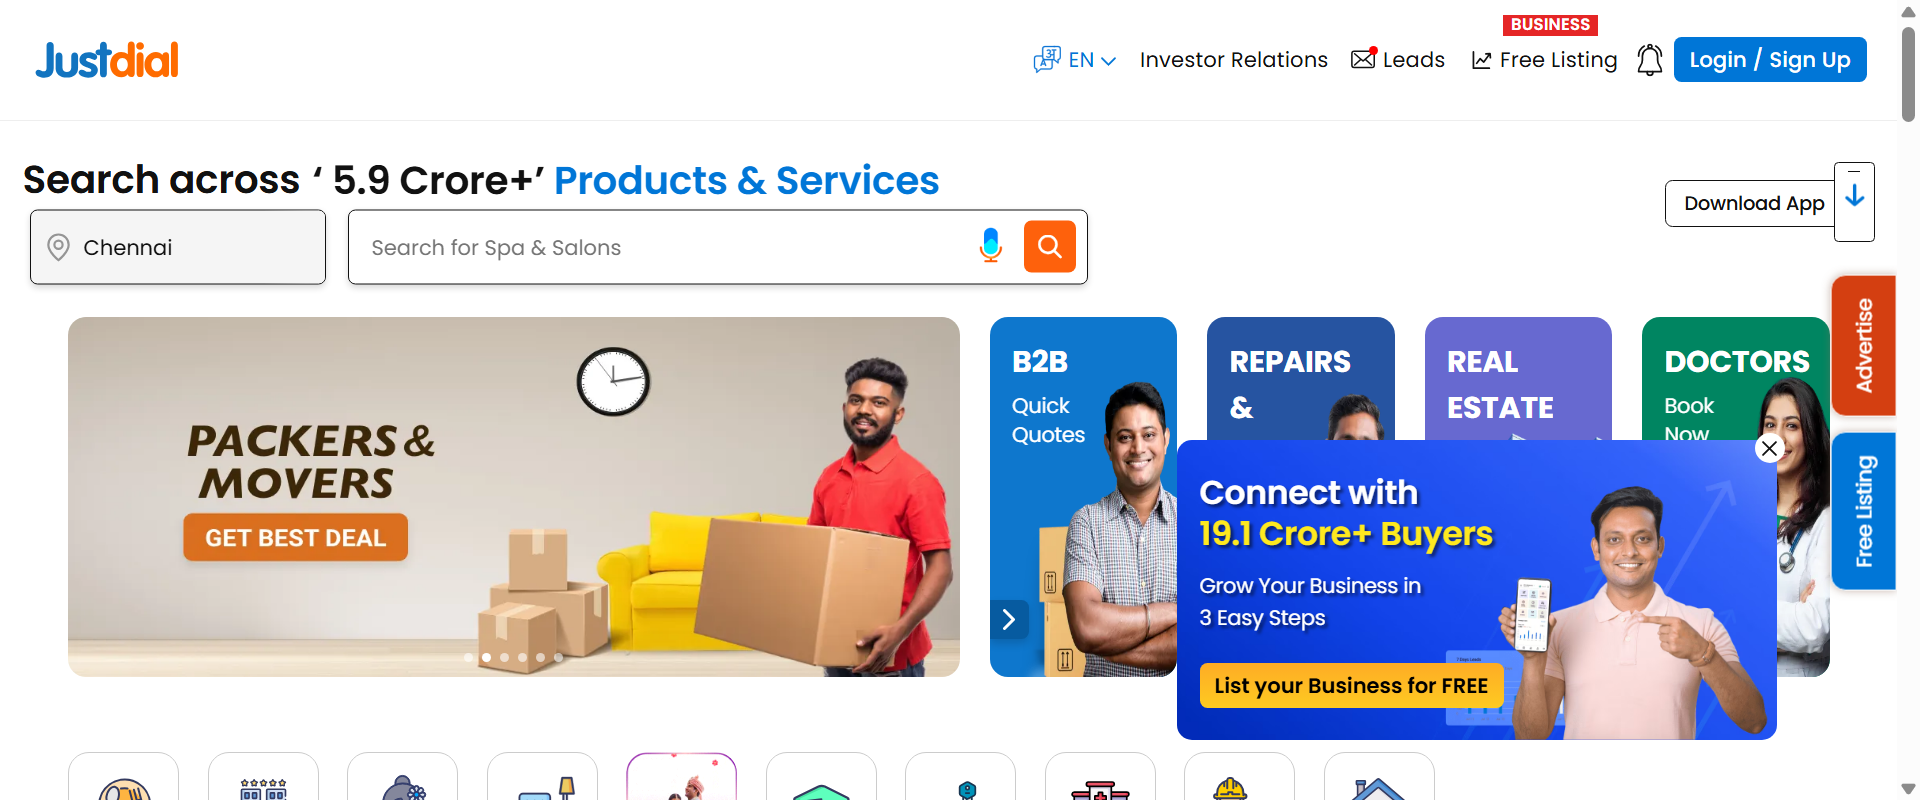 BUSINESS
Justdial
EN
Investor Relations
Leads
Free Listing
Login / Sign Up
Search across ‘ 5.9 Crore+’ Products & Services
Download App
Chennai
Search for Spa & Salons
Advertise
Free Listing
PACKERS &
MOVERS
GET BEST DEAL
B2B
Quick
Quotes
REPAIRS
&
REAL
ESTATE
DOCTORS
Book
Now
Connect with
19.1 Crore+ Buyers
Grow Your Business in
3 Easy Steps
List your Business for FREE